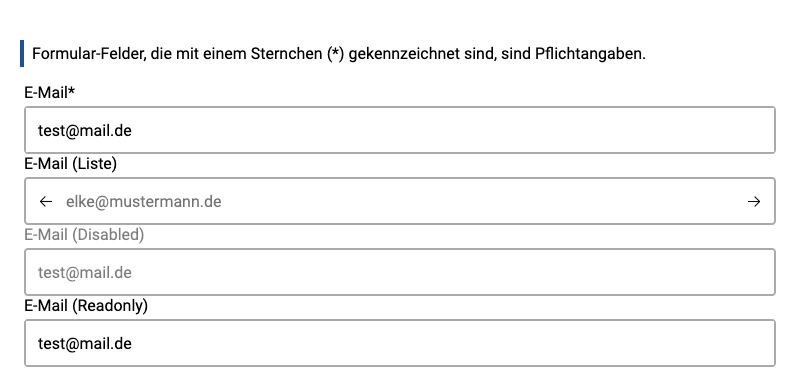 Formular-Felder, die mit einem Sternchen (*) gekennzeichnet sind, sind Pflichtangaben.
E-Mail*
test@mail.de
E-Mail (Liste)
← elke@mustermann.de →
E-Mail (Disabled)
test@mail.de
E-Mail (Readonly)
test@mail.de